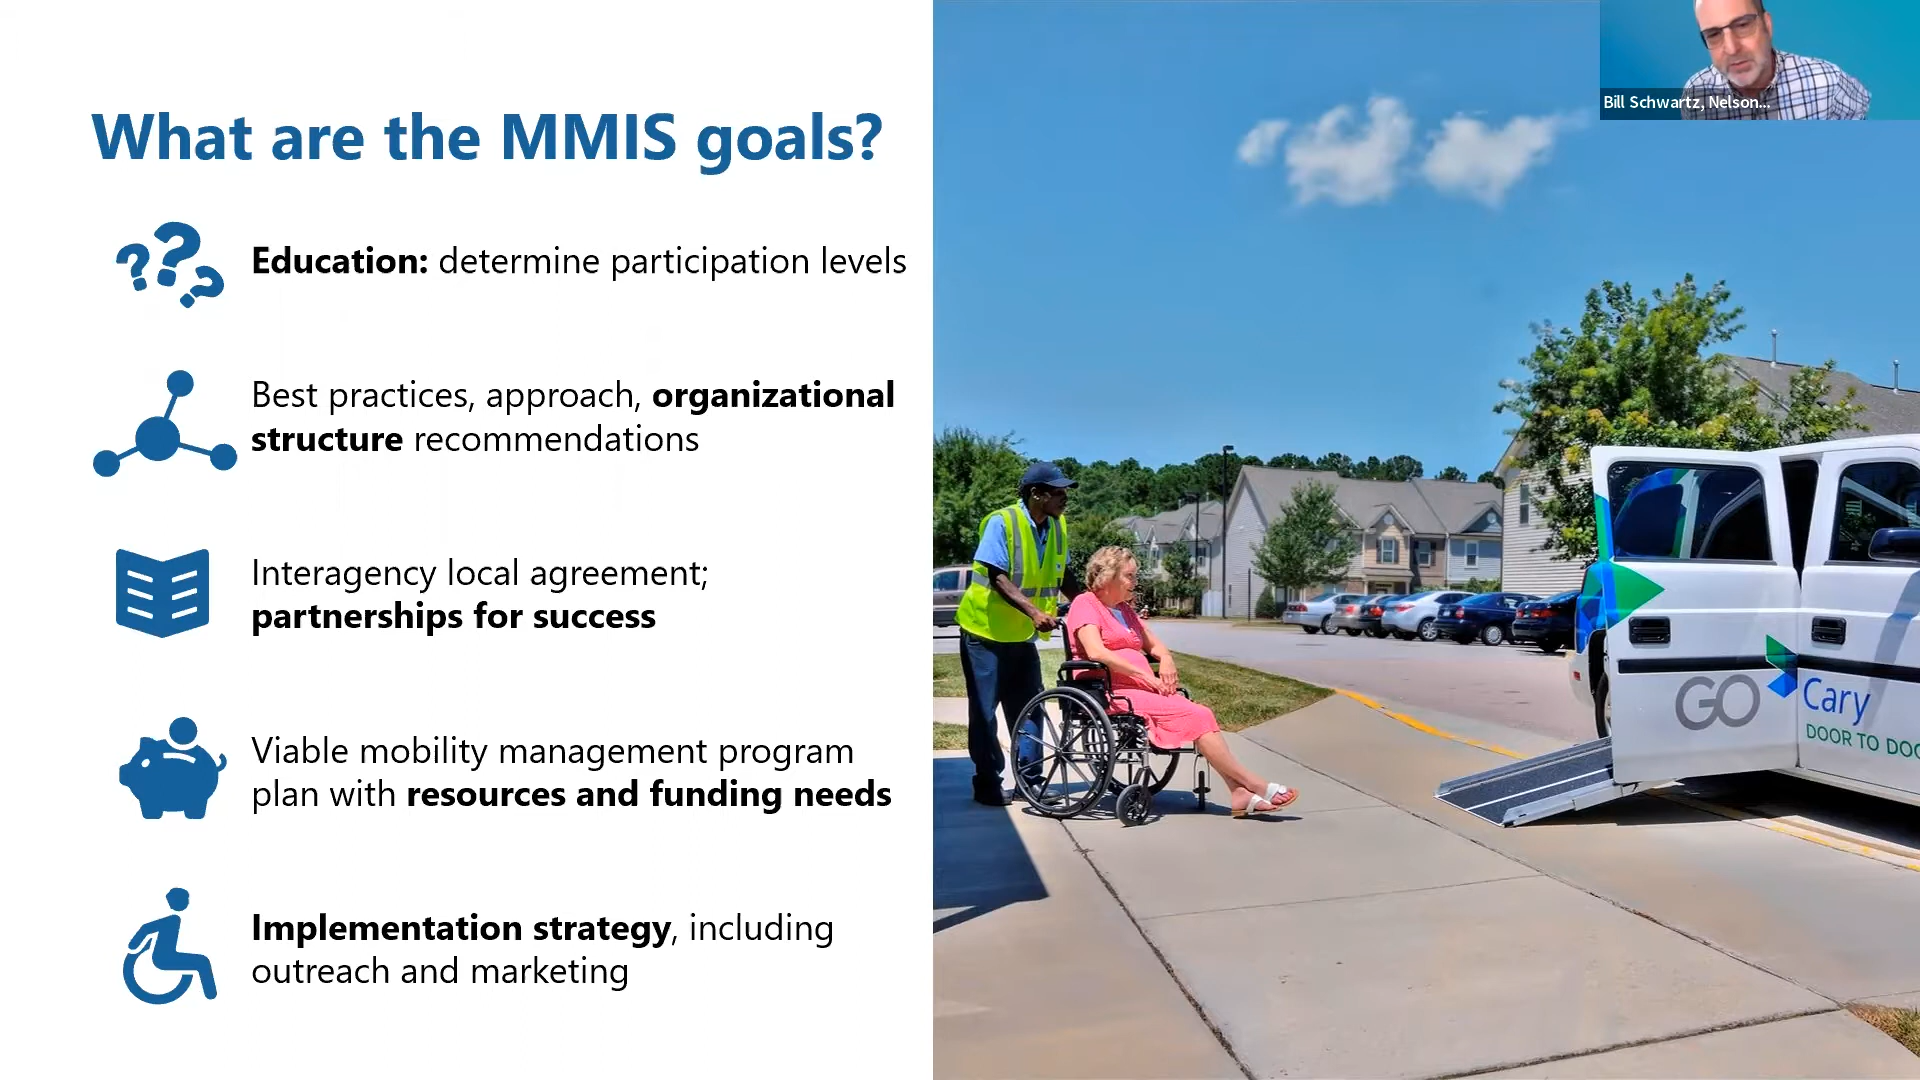 What are the MMIS goals?
Education: determine participation levels
Best practices, approach, organizational
structure recommendations
Interagency local agreement;
partnerships for success
Viable mobility management program
plan with resources and funding needs
Implementation strategy, including
outreach and marketing
Bill Schwartz, Nelson...
GO Cary
DOOR TO DOO